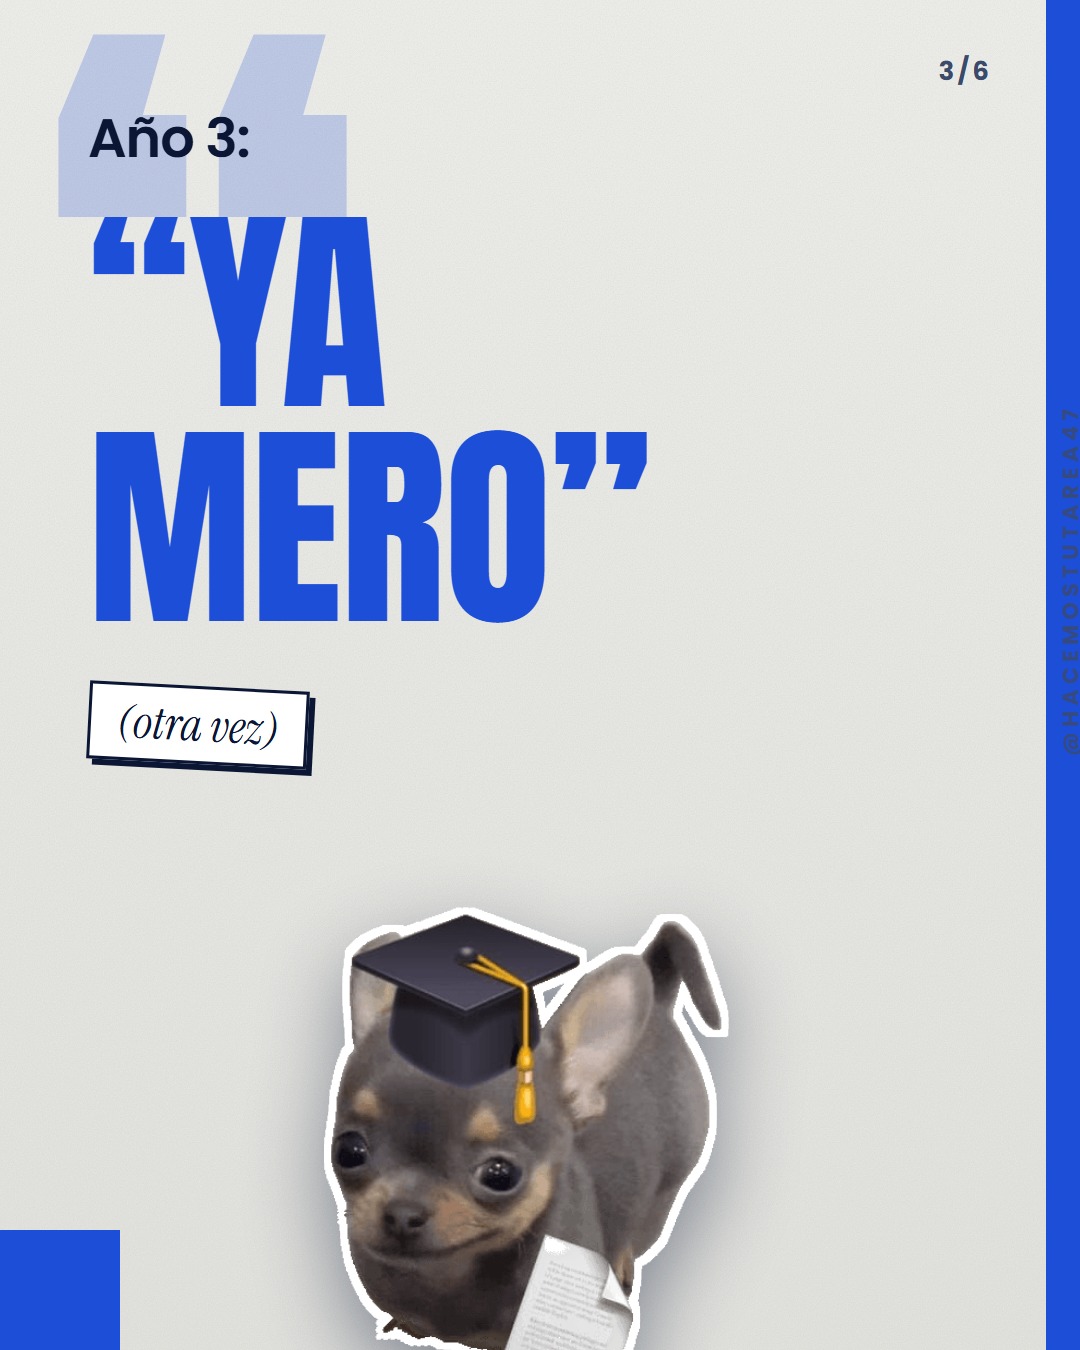 3/6
Año 3:
“YA
MERO”
(otra vez)
@HACEMOSTUTAREA47